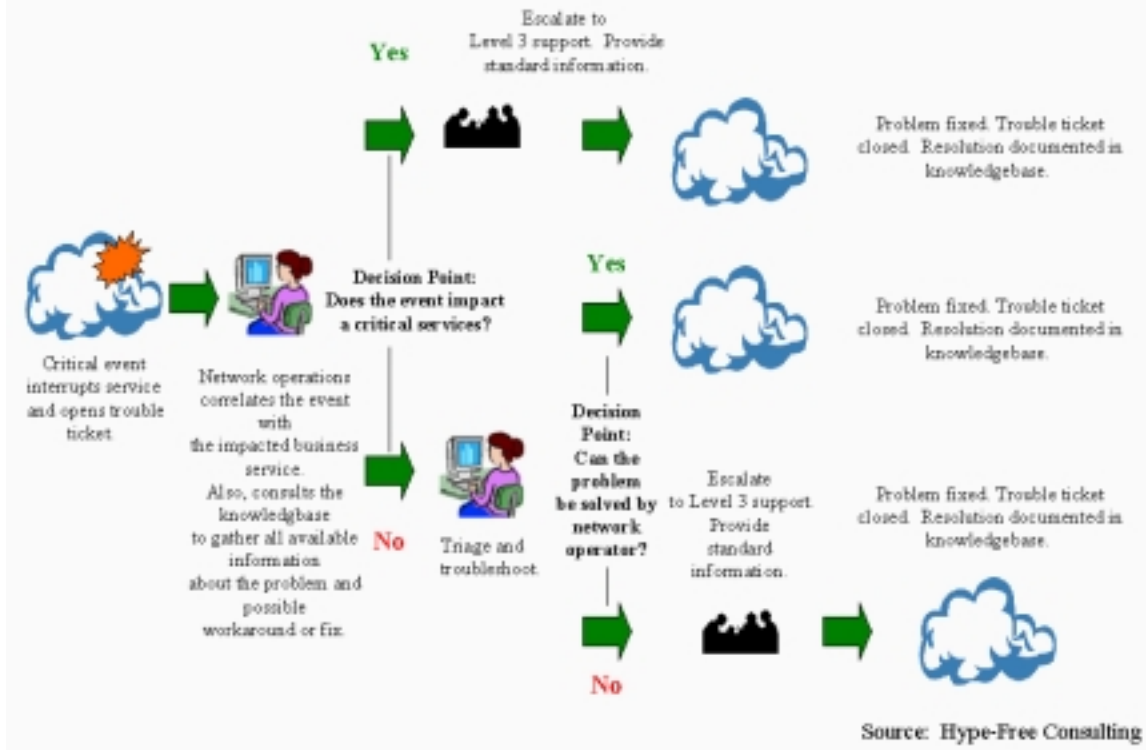 Escalate to
Level 3 support. Provide
standard information.
Yes
Problem fixed. Trouble ticket
closed. Resolution documented in
knowledgebase.
Decision Point:
Does the event impact
a critical services?
Critical event
interrupts service
and opens trouble
ticket.
Network operations
correlates the event
with
the impacted business
service.
Also, consults the
knowledgbase
to gather all available
information
about the problem and
possible
workaround or fix.
No
Triage and
troubleshoot.
Yes
Problem fixed. Trouble ticket
closed. Resolution documented in
knowledgebase.
Decision
Point:
Can the
problem
be solved by
network
operator?
No
Escalate
to Level 3 support.
Provide
standard
information.
Problem fixed. Trouble ticket
closed. Resolution documented in
knowledgebase.
Source: Hype-Free Consulting